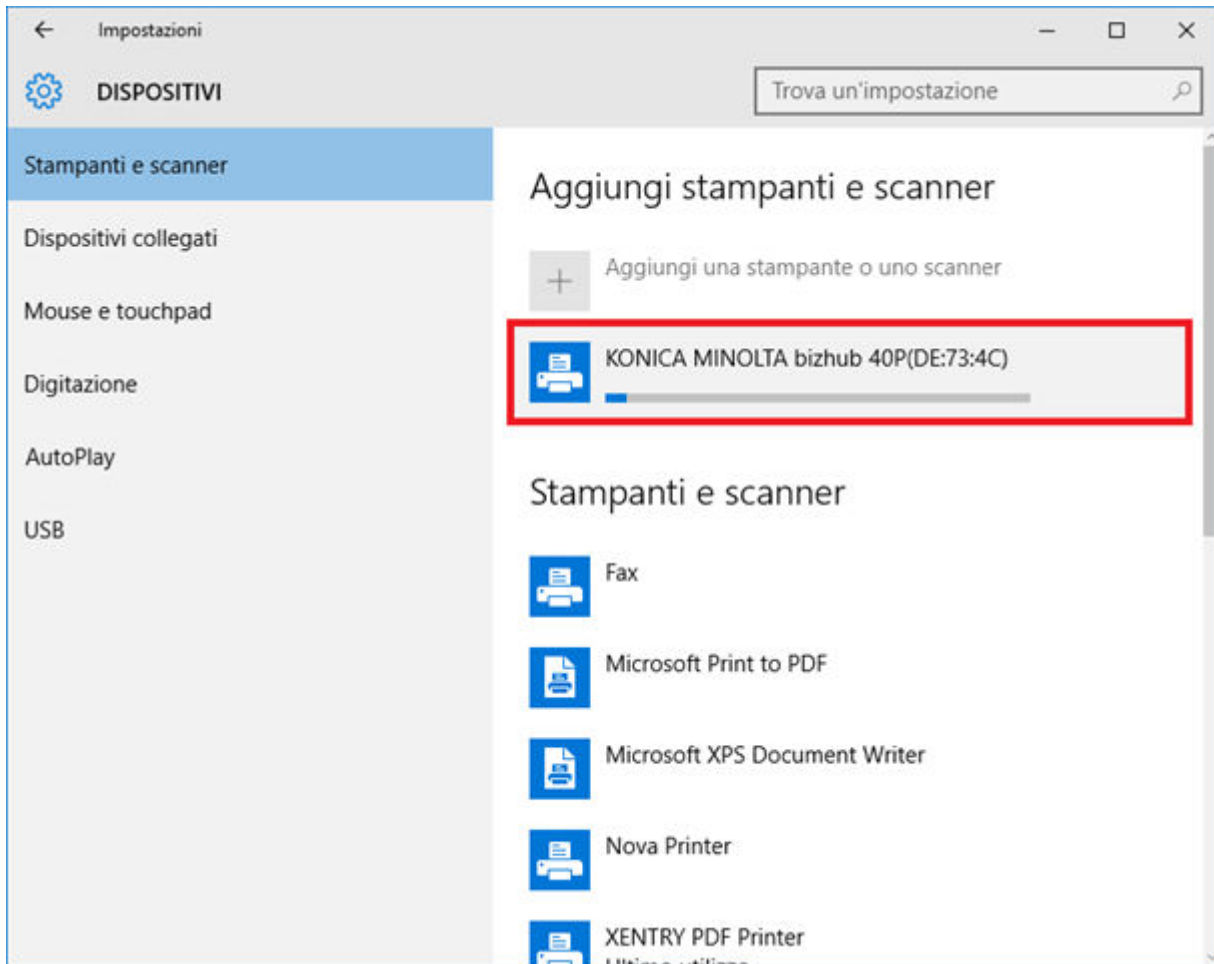 Impostazioni
DISPOSITIVI
Trova un'impostazione
Stampanti e scanner
Dispositivi collegati
Mouse e touchpad
Digitazione
AutoPlay
USB
Aggiungi stampanti e scanner
Aggiungi una stampante o uno scanner
KONICA MINOLTA bizhub 40P(DE:73:4C)
Stampanti e scanner
Fax
Microsoft Print to PDF
Microsoft XPS Document Writer
Nova Printer
XENTRY PDF Printer
Ultimo utilizzo